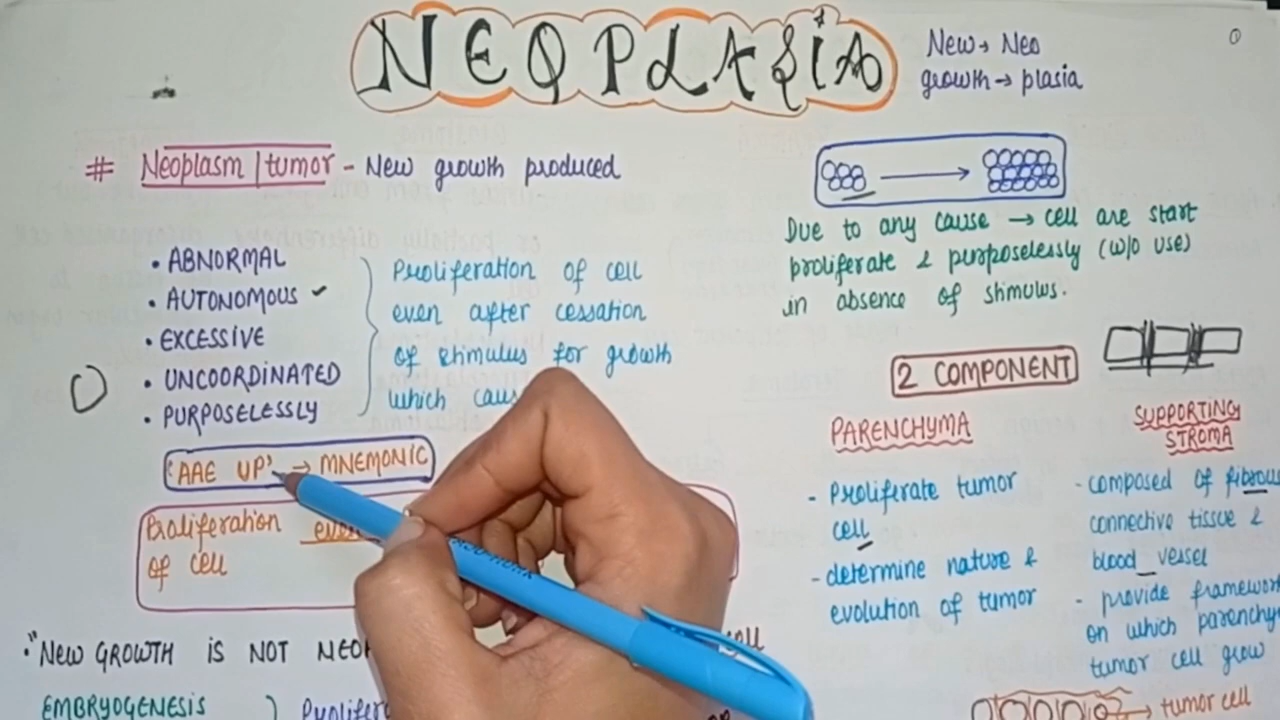 NEOPLASIA
New → Neo
growth → plasia
# Neoplasm | tumor - New growth produced
• ABNORMAL
• AUTONOMOUS ✓
• EXCESSIVE
• UNCOORDINATED
• PURPOSELESSLY
Proliferation of cell
even after cessation
of stimulus for growth
which
'AAE UP' → MNEMONIC
Proliferation
of cell
"NEW GROWTH IS NOT
EMBRYOGENESIS
Due to any cause → cell are start
proliferate & purposelessly (w/o use)
in absence of stimulus.
2 COMPONENT
PARENCHYMA
- Proliferate tumor
cell
- determine nature &
evolution of tumor
SUPPORTING
STROMA
- composed of fibrous
connective tissue &
blood vessel
- provide framework
on which
tumor cell grow
→ tumor cell